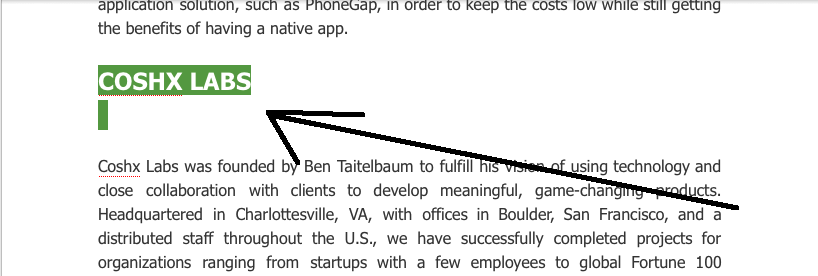 application solution, such as PhoneGap, in order to keep the costs low while still getting
the benefits of having a native app.
COSHX LABS
Coshx Labs was founded by Ben Taitelbaum to fulfill his vision of using technology and
close collaboration with clients to develop meaningful, game-changing products.
Headquartered in Charlottesville, VA, with offices in Boulder, San Francisco, and a
distributed staff throughout the U.S., we have successfully completed projects for
organizations ranging from startups with a few employees to global Fortune 100